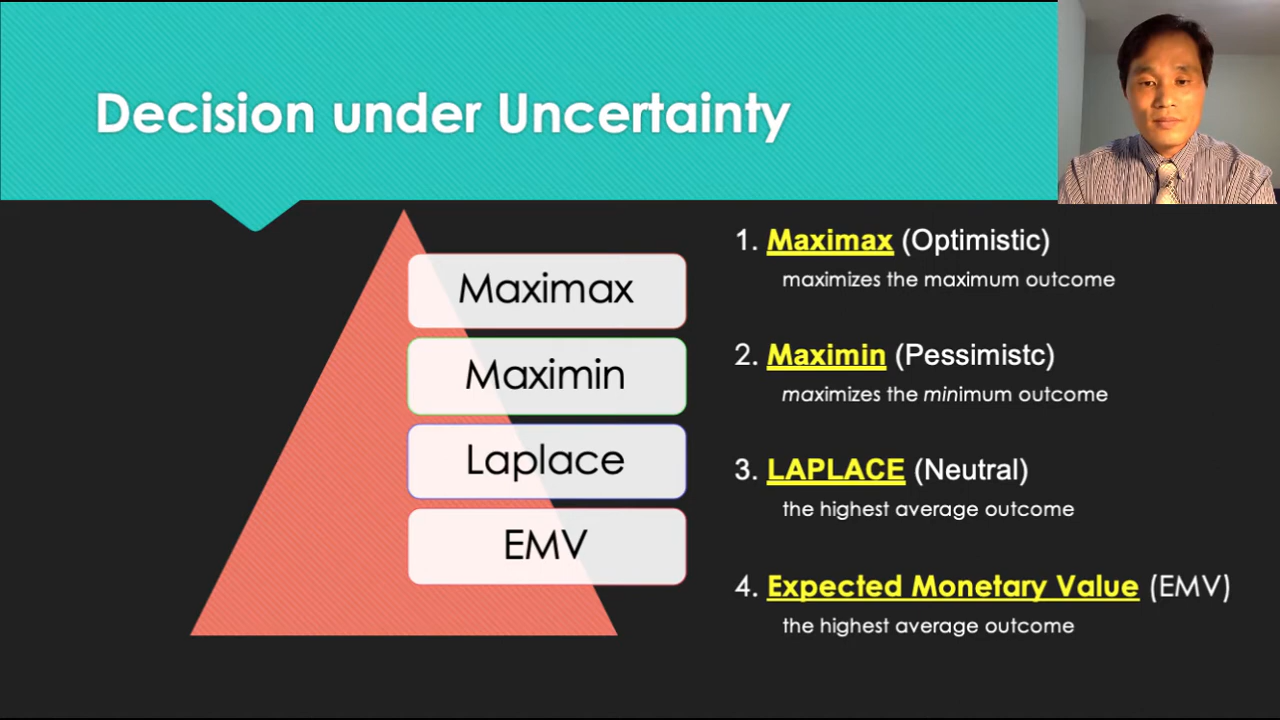 Decision under Uncertainty
Maximax
Maximin
Laplace
EMV
1. Maximax (Optimistic)
maximizes the maximum outcome
2. Maximin (Pessimistc)
maximizes the minimum outcome
3. LAPLACE (Neutral)
the highest average outcome
4. Expected Monetary Value (EMV)
the highest average outcome